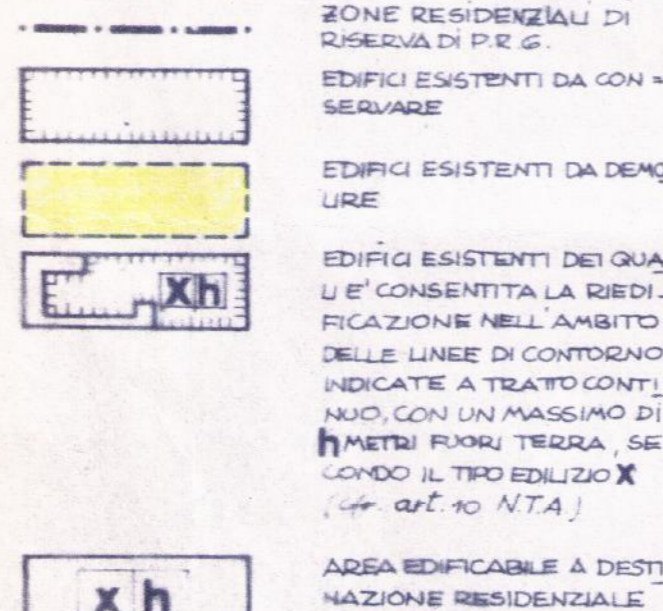 ZONE RESIDENZIALI DI
RISERVA DI P.R.G.
EDIFICI ESISTENTI DA CON =
SERVARE
EDIFICI ESISTENTI DA DEMO
LIRE
X h
EDIFICI ESISTENTI DEI QUA
LI E' CONSENTITA LA RIEDI.
FICAZIONE NELL'AMBITO
DELLE LINEE DI CONTORNO
INDICATE A TRATTO CONTI
NUO, CON UN MASSIMO DI
h METRI FUORI TERRA, SE
CONDO IL TIPO EDILIZIO X
(cfr. art. 10 N.T.A.)
x h
AREA EDIFICABILE A DESTI
NAZIONE RESIDENZIALE